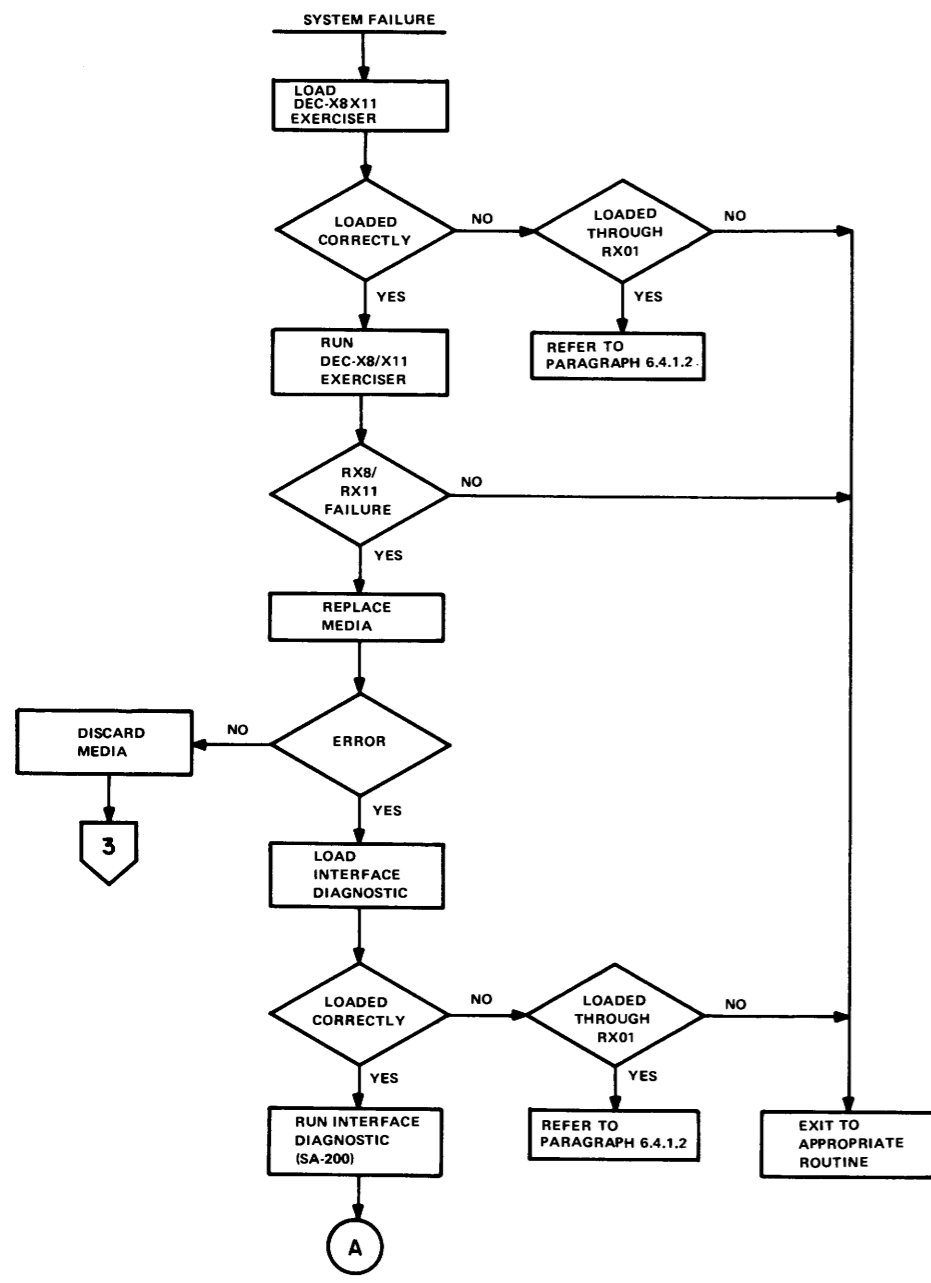 SYSTEM FAILURE
LOAD
DEC-X8X11
EXERCISER
LOADED
CORRECTLY
NO
LOADED
THROUGH
RX01
NO
YES
YES
RUN
DEC-X8/X11
EXERCISER
REFER TO
PARAGRAPH 6.4.1.2.
RX8/
RX11
FAILURE
NO
YES
REPLACE
MEDIA
ERROR
NO
DISCARD
MEDIA
3
YES
LOAD
INTERFACE
DIAGNOSTIC
LOADED
CORRECTLY
NO
LOADED
THROUGH
RX01
NO
YES
YES
RUN INTERFACE
DIAGNOSTIC
(SA-200)
REFER TO
PARAGRAPH 6.4.1.2
EXIT TO
APPROPRIATE
ROUTINE
A